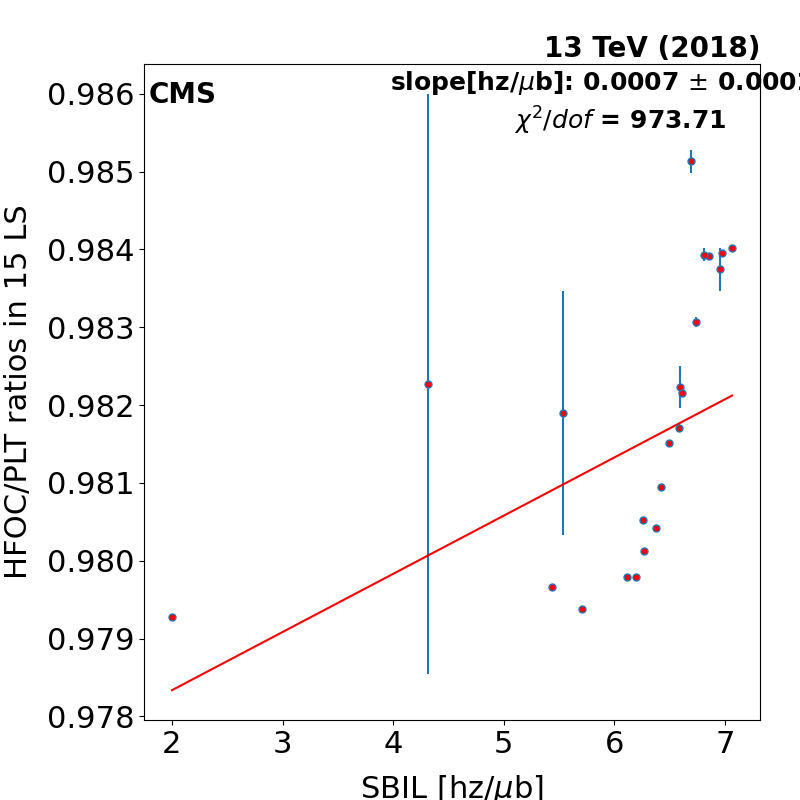 13 TeV (2018)
CMS
slope[hz/μb]: 0.0007 ± 0.000
χ²/dof = 973.71
0.986
0.985
0.984
0.983
0.982
0.981
0.980
0.979
0.978
HFOC/PLT ratios in 15 LS
2 3 4 5 6 7
SBIL [hz/μb]